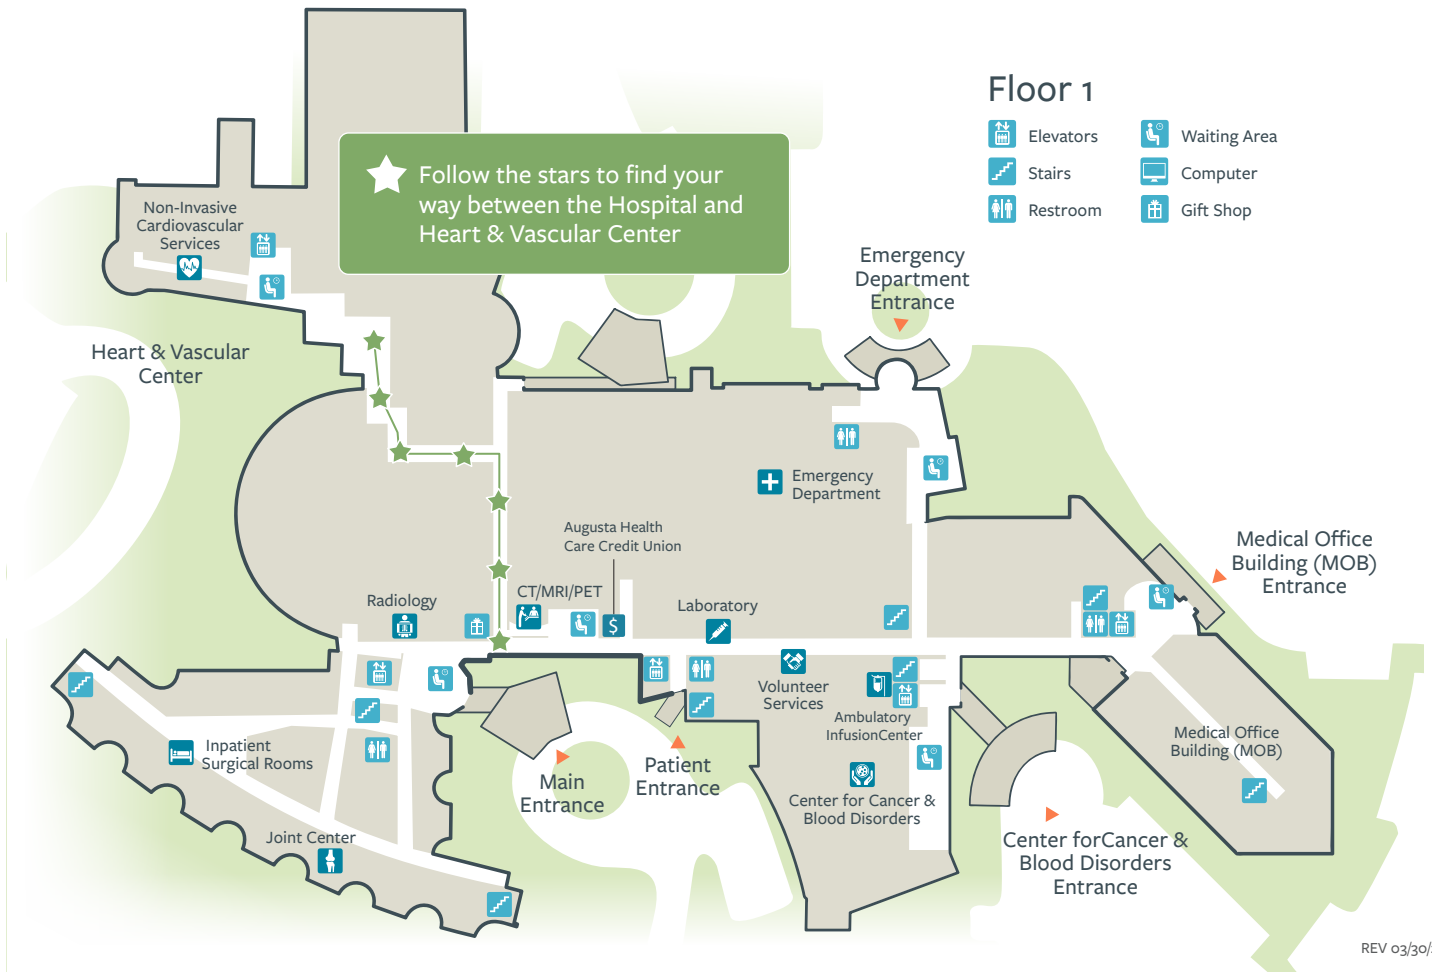 Floor 1
Elevators
Waiting Area
Stairs
Computer
Restroom
Gift Shop
Follow the stars to find your
way between the Hospital and
Heart & Vascular Center
Non-Invasive
Cardiovascular
Services
Emergency
Department
Entrance
Heart & Vascular
Center
Emergency
Department
Augusta Health
Care Credit Union
Medical Office
Building (MOB)
Entrance
CT/MRI/PET
Radiology
Laboratory
$
Volunteer
Services
Ambulatory
InfusionCenter
Medical Office
Building (MOB)
Inpatient
Surgical Rooms
Main
Entrance
Patient
Entrance
Center for Cancer &
Blood Disorders
Joint Center
Center forCancer &
Blood Disorders
Entrance
REV 03/30/